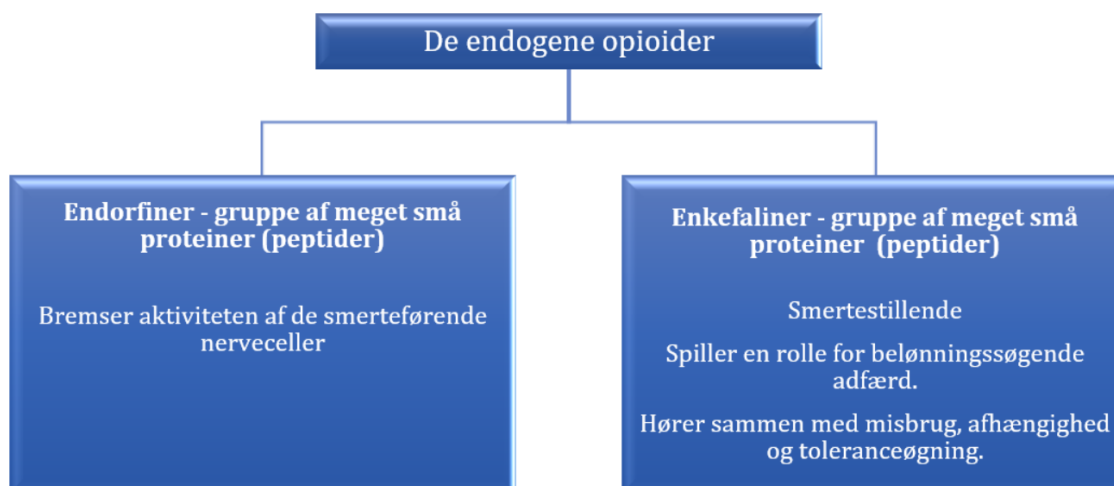 De endogene opioider
Endorfiner - gruppe af meget små
proteiner (peptider)
Bremser aktiviteten af de smerteførende
nerveceller
Enkefaliner - gruppe af meget små
proteiner (peptider)
Smertestillende
Spiller en rolle for belønningssøgende
adfærd.
Hører sammen med misbrug, afhængighed
og toleranceøgning.